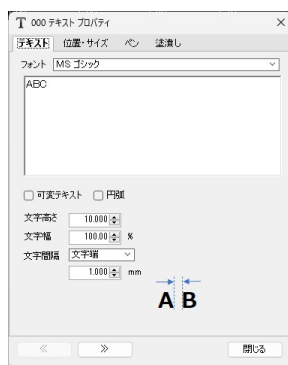 T 000 テキスト プロパティ ×
テキスト 位置・サイズ ペン 塗潰し
フォント MS ゴシック
ABC
可変テキスト 円弧
文字高さ 10.000
文字幅 100.00 %
文字間隔 文字端
1.000 mm
A B
« » 閉じる